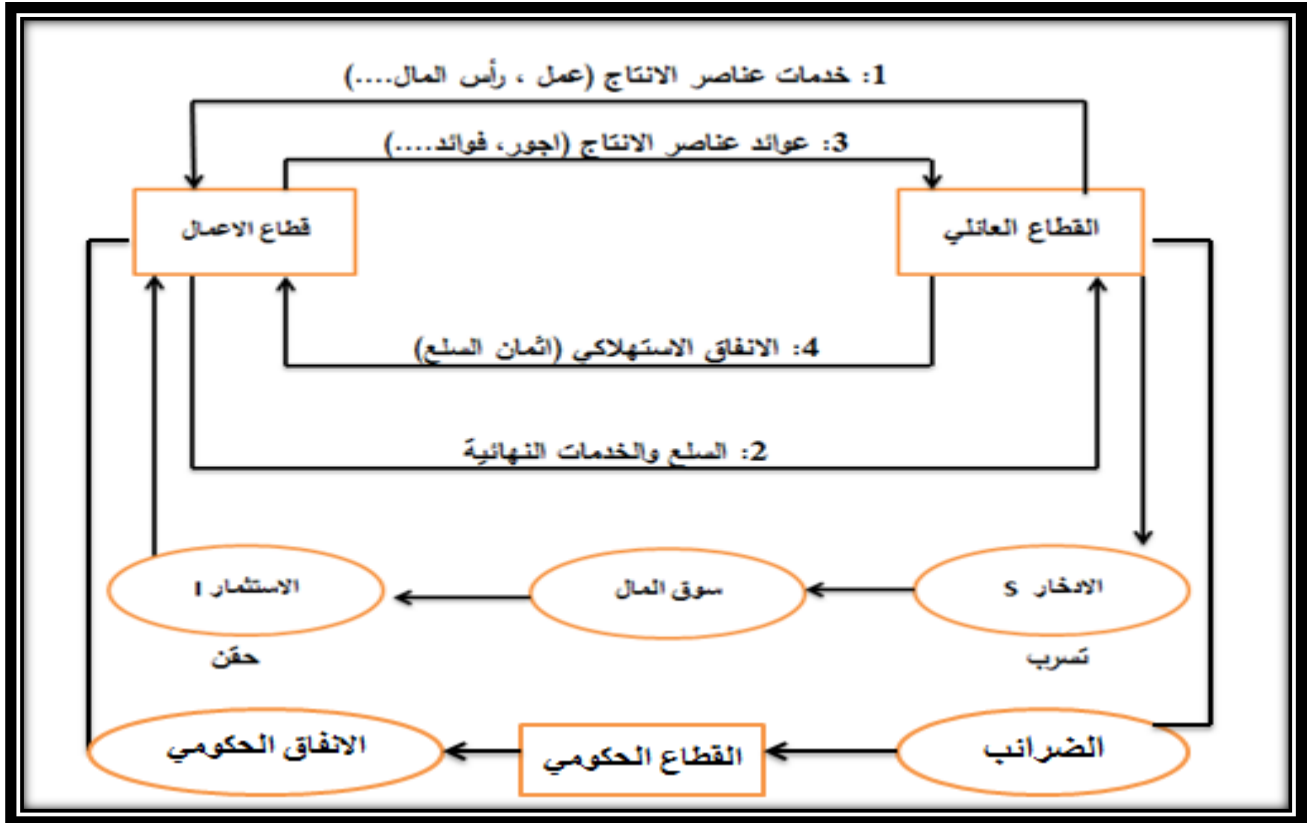 1: خدمات عناصر الانتاج (عمل ، رأس المال....)
3: عوائد عناصر الانتاج (اجور، فوائد....)
القطاع العائلي
قطاع الاعمال
4: الانفاق الاستهلاكي (اثمان السلع)
2: السلع والخدمات النهائية
الادخار S
سوق المال
الاستثمار I
تسرب
حقن
الضرائب
القطاع الحكومي
الانفاق الحكومي